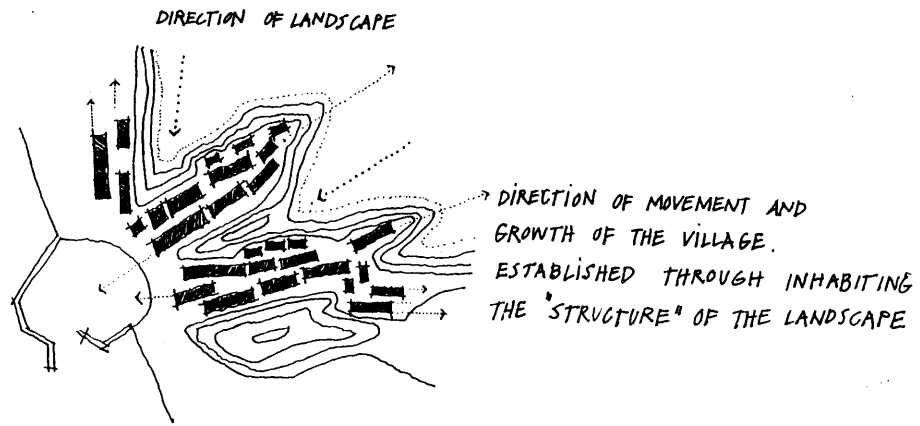 DIRECTION OF LANDSCAPE
DIRECTION OF MOVEMENT AND
GROWTH OF THE VILLAGE.
ESTABLISHED THROUGH INHABITING
THE "STRUCTURE" OF THE LANDSCAPE